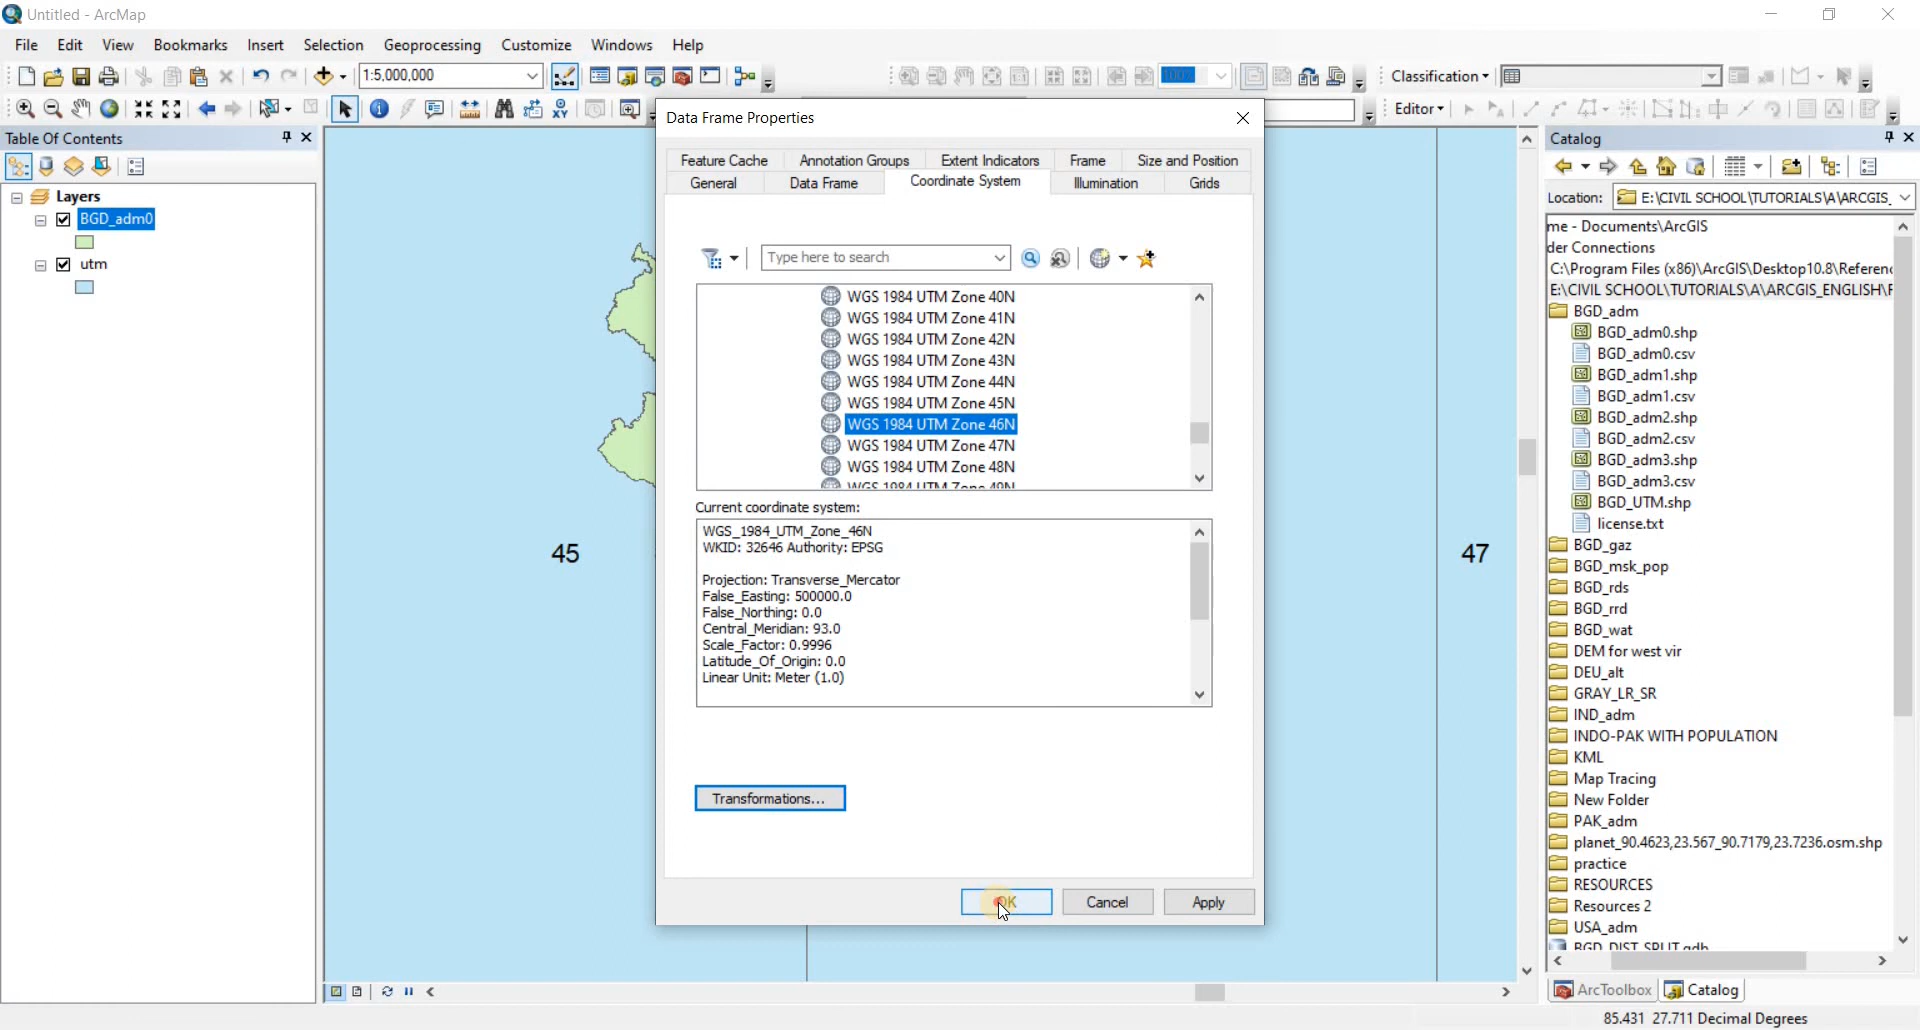 Untitled - ArcMap
File Edit View Bookmarks Insert Selection Geoprocessing Customize Windows Help
1:5,000,000
100%
Classification
Editor
Table Of Contents
Layers
BGD_adm0
utm
45
47
Data Frame Properties
Feature Cache Annotation Groups Extent Indicators Frame Size and Position
General Data Frame Coordinate System Illumination Grids
Type here to search
WGS 1984 UTM Zone 40N
WGS 1984 UTM Zone 41N
WGS 1984 UTM Zone 42N
WGS 1984 UTM Zone 43N
WGS 1984 UTM Zone 44N
WGS 1984 UTM Zone 45N
WGS 1984 UTM Zone 46N
WGS 1984 UTM Zone 47N
WGS 1984 UTM Zone 48N
WGS 1984 UTM Zone 49N
Current coordinate system:
WGS_1984_UTM_Zone_46N
WKID: 32646 Authority: EPSG
Projection: Transverse_Mercator
False_Easting: 500000.0
False_Northing: 0.0
Central_Meridian: 93.0
Scale_Factor: 0.9996
Latitude_Of_Origin: 0.0
Linear Unit: Meter (1.0)
Transformations...
OK Cancel Apply
Catalog
Location: E:\CIVIL SCHOOL\TUTORIALS\A\ARCGIS_
me - Documents\ArcGIS
der Connections
C:\Program Files (x86)\ArcGIS\Desktop10.8\Referen
E:\CIVIL SCHOOL\TUTORIALS\A\ARCGIS_ENGLISH\
BGD_adm
BGD_adm0.shp
BGD_adm0.csv
BGD_adm1.shp
BGD_adm1.csv
BGD_adm2.shp
BGD_adm2.csv
BGD_adm3.shp
BGD_adm3.csv
BGD_UTM.shp
license.txt
BGD_gaz
BGD_msk_pop
BGD_rds
BGD_rrd
BGD_wat
DEM for west vir
DEU_alt
GRAY_LR_SR
IND_adm
INDO-PAK WITH POPULATION
KML
Map Tracing
New Folder
PAK_adm
planet_90.4623,23.567_90.7179,23.7236.osm.shp
practice
RESOURCES
Resources 2
USA_adm
BGD_DIST_SPLIT.gdb
ArcToolbox Catalog
85.431 27.711 Decimal Degrees